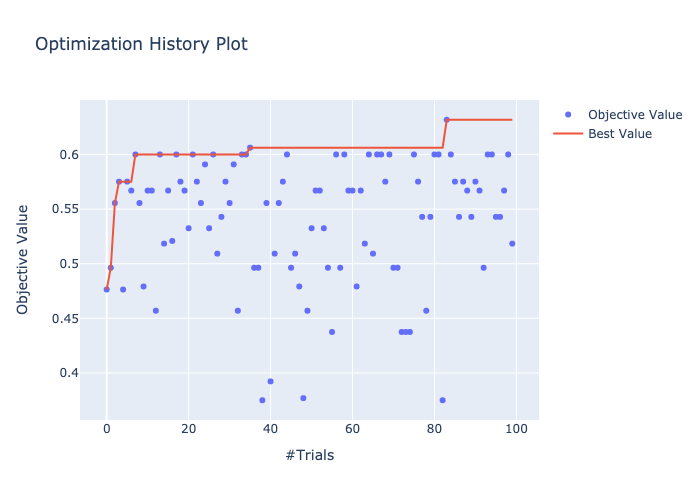 Optimization History Plot
Objective Value
Best Value
0.6
0.55
0.5
0.45
0.4
Objective Value
0 20 40 60 80 100
#Trials